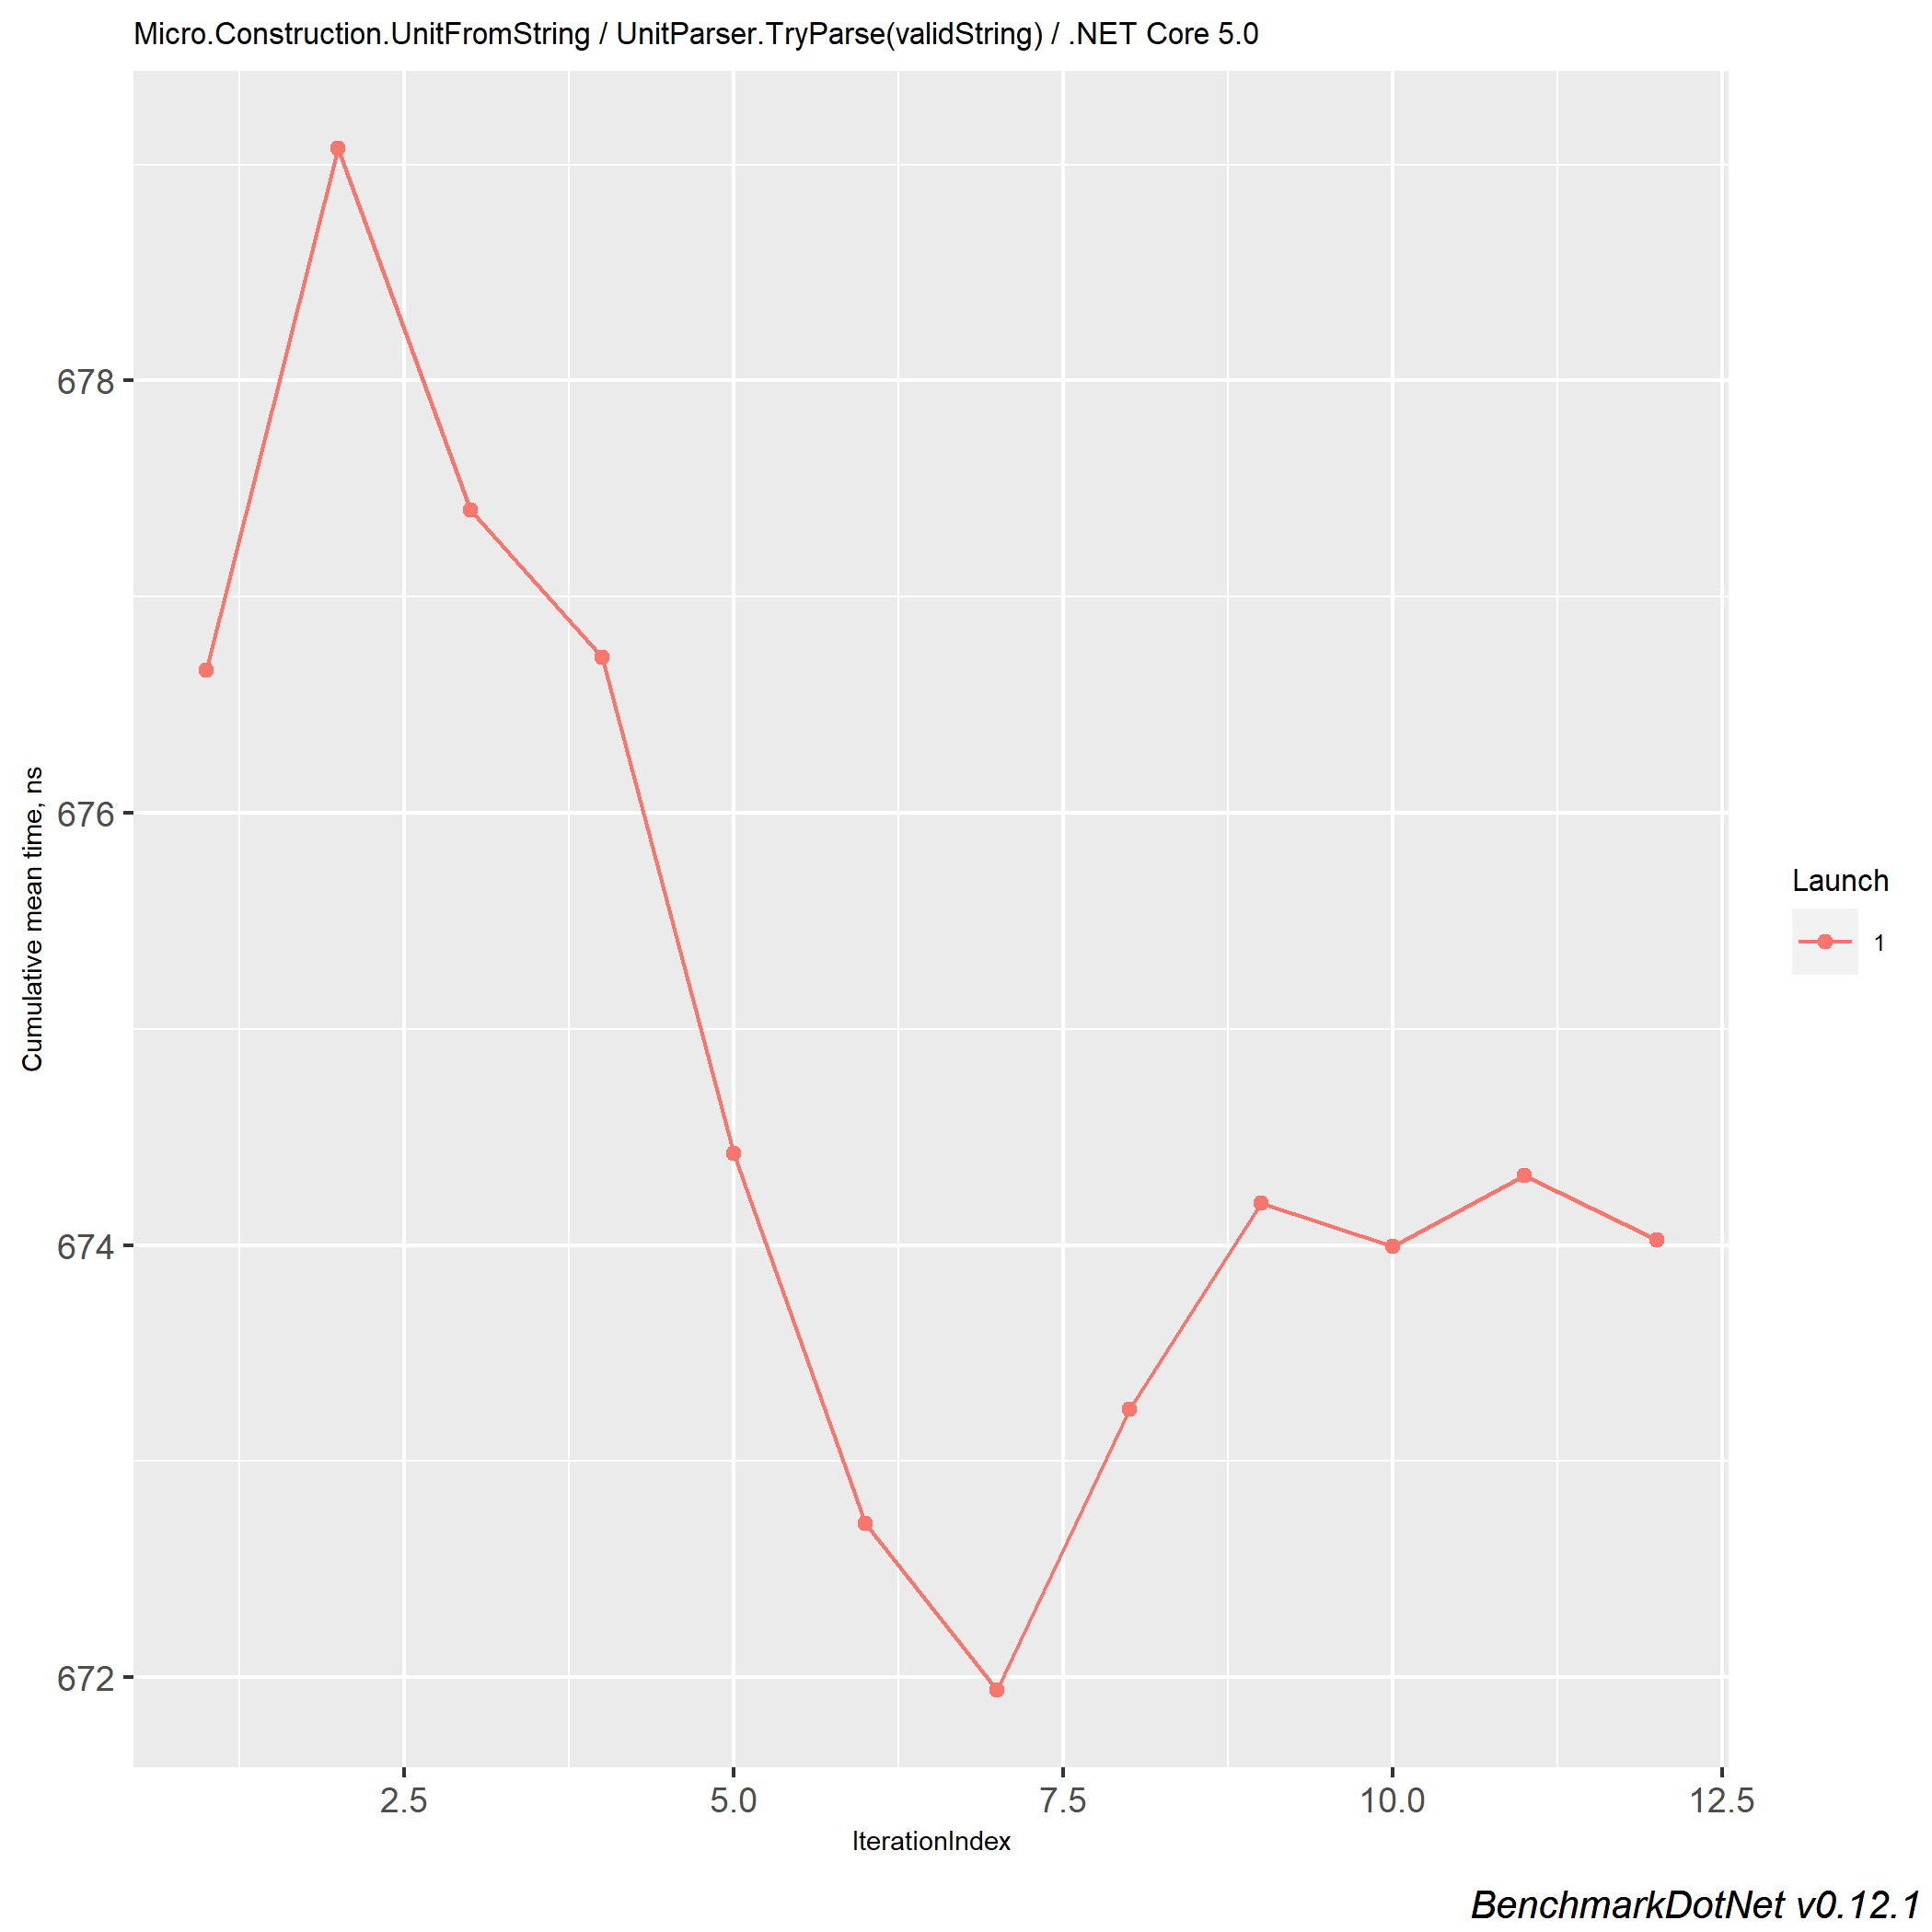 Micro.Construction.UnitFromString / UnitParser.TryParse(validString) / .NET Core 5.0
Cumulative mean time, ns
678
676
674
672
2.5 5.0 7.5 10.0 12.5
IterationIndex
Launch
1
BenchmarkDotNet v0.12.1